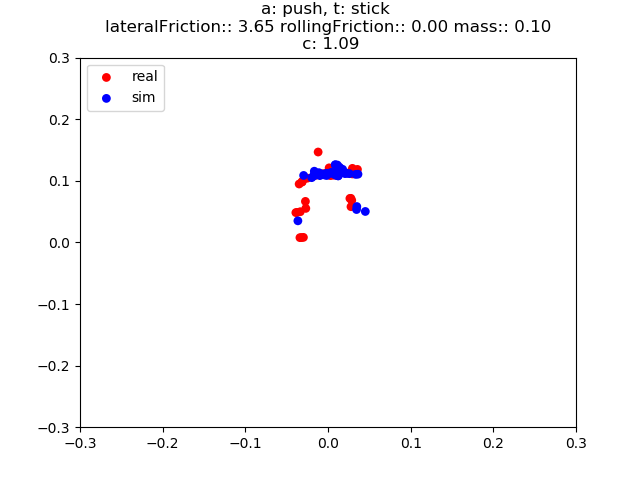 a: push, t: stick
lateralFriction:: 3.65 rollingFriction:: 0.00 mass:: 0.10
c: 1.09
real
sim
0.3
0.2
0.1
0.0
−0.1
−0.2
−0.3
−0.3 −0.2 −0.1 0.0 0.1 0.2 0.3